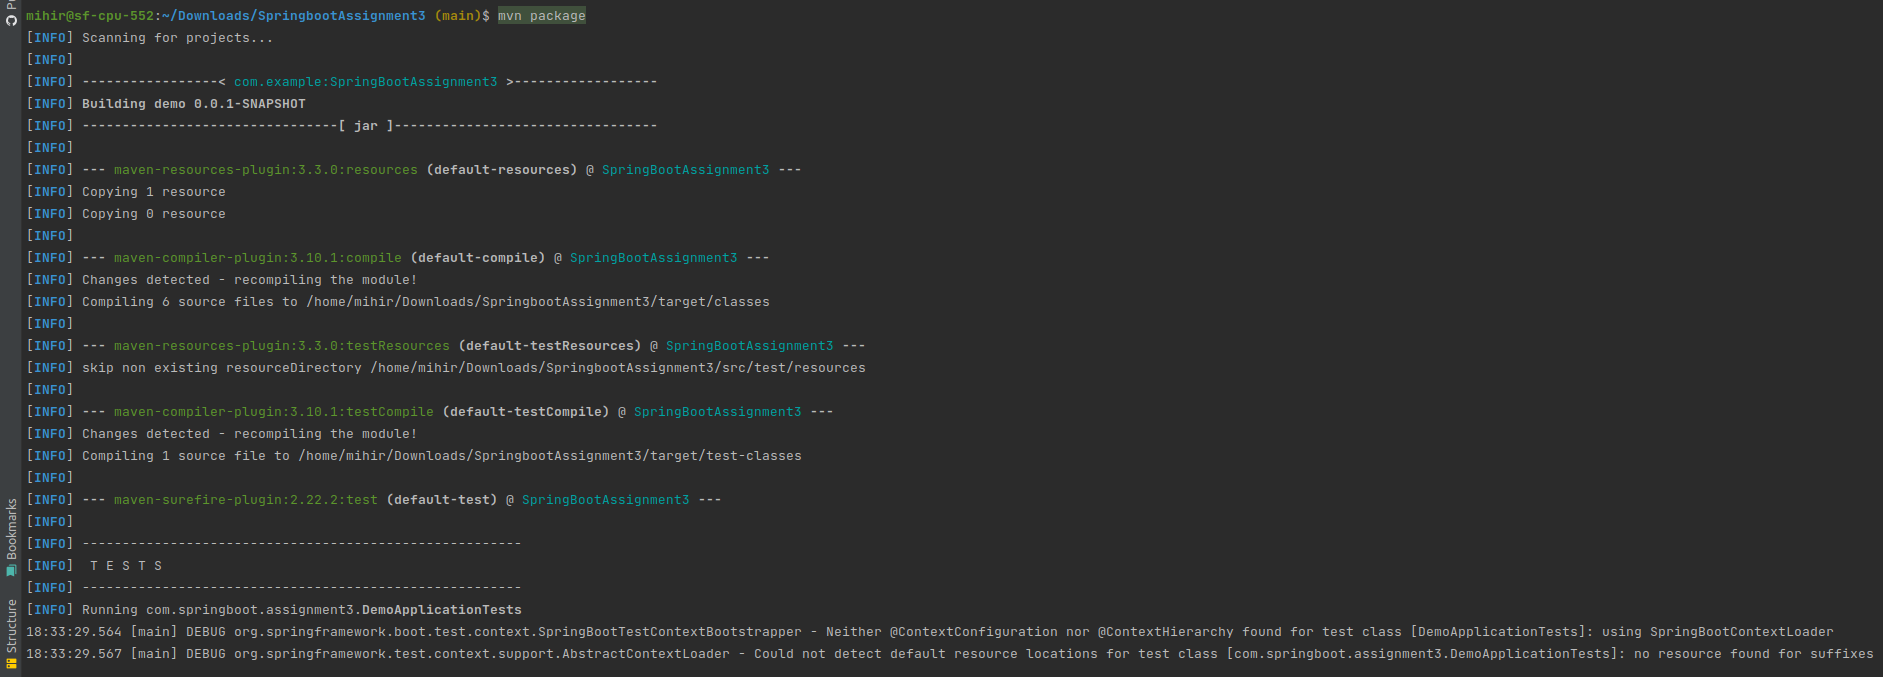 mihir@sf-cpu-552:~/Downloads/SpringbootAssignment3 (main)$ mvn package
[INFO] Scanning for projects...
[INFO]
[INFO] -----------------< com.example:SpringBootAssignment3 >------------------
[INFO] Building demo 0.0.1-SNAPSHOT
[INFO] --------------------------------[ jar ]---------------------------------
[INFO]
[INFO] --- maven-resources-plugin:3.3.0:resources (default-resources) @ SpringBootAssignment3 ---
[INFO] Copying 1 resource
[INFO] Copying 0 resource
[INFO]
[INFO] --- maven-compiler-plugin:3.10.1:compile (default-compile) @ SpringBootAssignment3 ---
[INFO] Changes detected - recompiling the module!
[INFO] Compiling 6 source files to /home/mihir/Downloads/SpringbootAssignment3/target/classes
[INFO]
[INFO] --- maven-resources-plugin:3.3.0:testResources (default-testResources) @ SpringBootAssignment3 ---
[INFO] skip non existing resourceDirectory /home/mihir/Downloads/SpringbootAssignment3/src/test/resources
[INFO]
[INFO] --- maven-compiler-plugin:3.10.1:testCompile (default-testCompile) @ SpringBootAssignment3 ---
[INFO] Changes detected - recompiling the module!
[INFO] Compiling 1 source file to /home/mihir/Downloads/SpringbootAssignment3/target/test-classes
[INFO]
[INFO] --- maven-surefire-plugin:2.22.2:test (default-test) @ SpringBootAssignment3 ---
[INFO]
[INFO] -------------------------------------------------------
[INFO]  T E S T S
[INFO] -------------------------------------------------------
[INFO] Running com.springboot.assignment3.DemoApplicationTests
18:33:29.564 [main] DEBUG org.springframework.boot.test.context.SpringBootTestContextBootstrapper - Neither @ContextConfiguration nor @ContextHierarchy found for test class [DemoApplicationTests]: using SpringBootContextLoader
18:33:29.567 [main] DEBUG org.springframework.test.context.support.AbstractContextLoader - Could not detect default resource locations for test class [com.springboot.assignment3.DemoApplicationTests]: no resource found for suffixes
Bookmarks
Structure